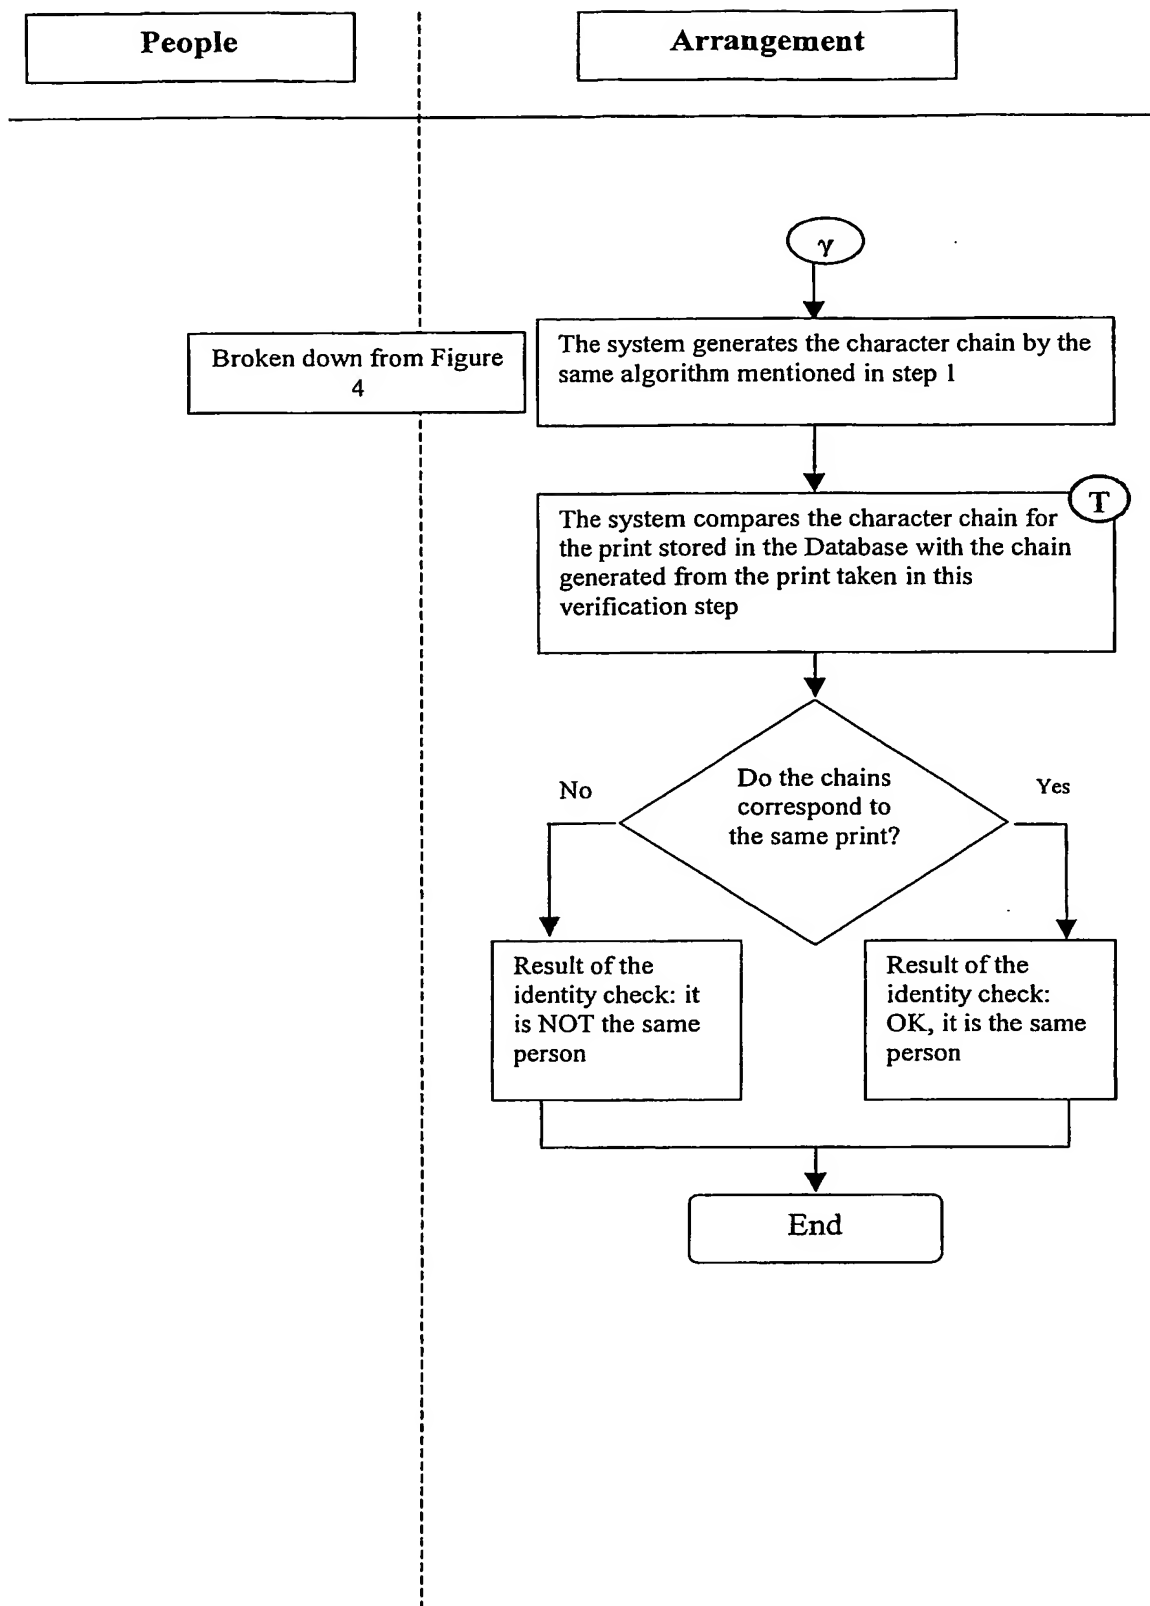 People
Arrangement
γ
Broken down from Figure
4
The system generates the character chain by the
same algorithm mentioned in step 1
T
The system compares the character chain for
the print stored in the Database with the chain
generated from the print taken in this
verification step
Do the chains
correspond to
the same print?
No
Yes
Result of the
identity check: it
is NOT the same
person
Result of the
identity check:
OK, it is the same
person
End